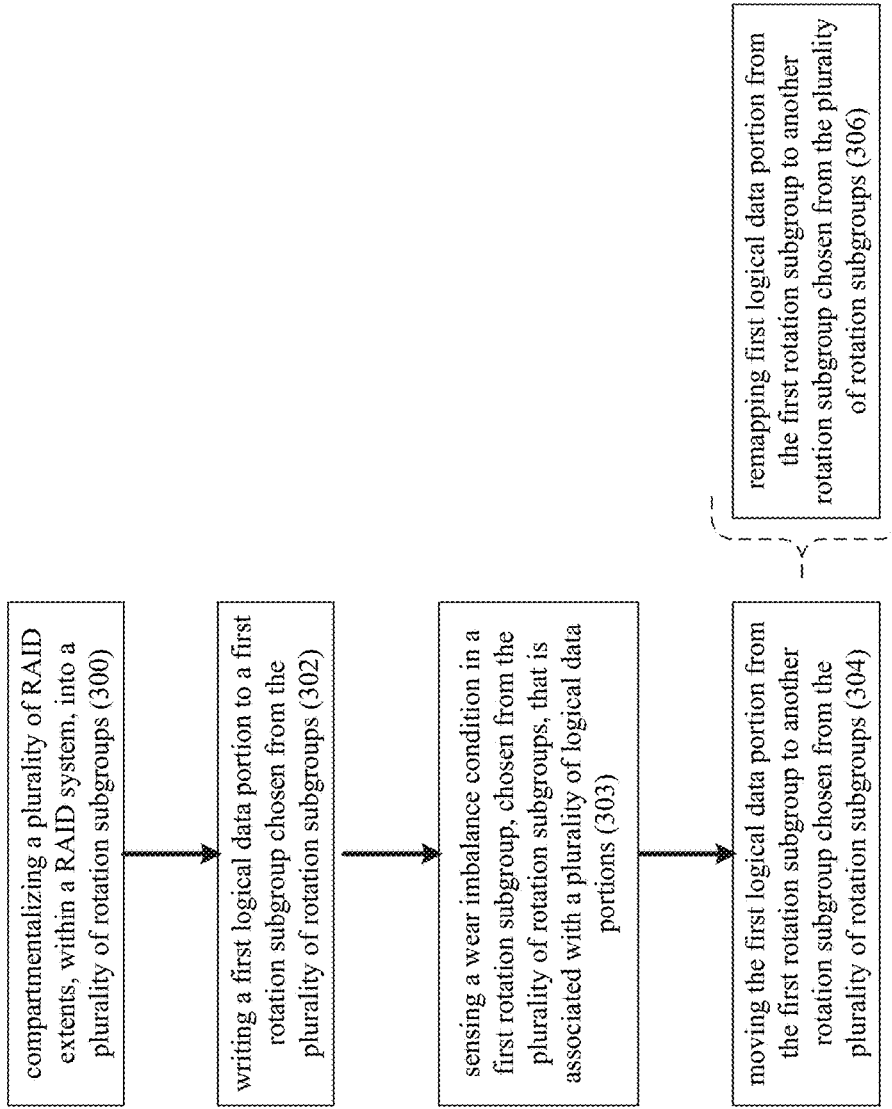 compartmentalizing a plurality of RAID
extents, within a RAID system, into a
plurality of rotation subgroups (300)
writing a first logical data portion to a first
rotation subgroup chosen from the
plurality of rotation subgroups (302)
sensing a wear imbalance condition in a
first rotation subgroup, chosen from the
plurality of rotation subgroups, that is
associated with a plurality of logical data
portions (303)
moving the first logical data portion from
the first rotation subgroup to another
rotation subgroup chosen from the
plurality of rotation subgroups (304)
remapping first logical data portion from
the first rotation subgroup to another
rotation subgroup chosen from the plurality
of rotation subgroups (306)